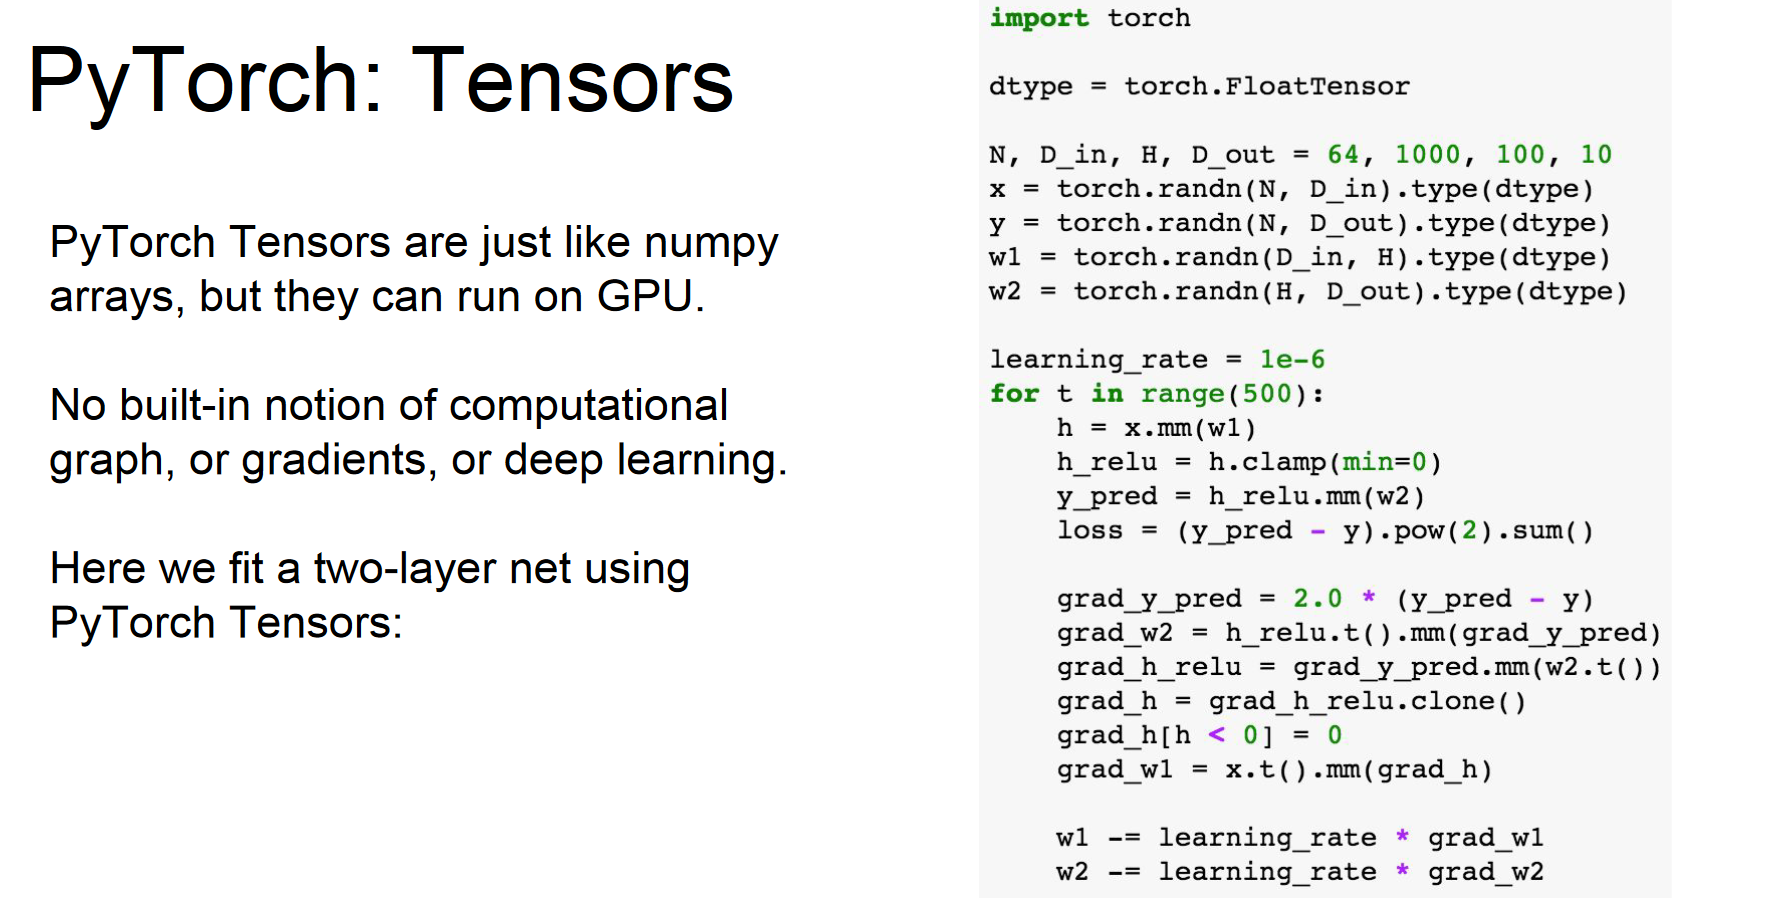 PyTorch: Tensors
PyTorch Tensors are just like numpy
arrays, but they can run on GPU.
No built-in notion of computational
graph, or gradients, or deep learning.
Here we fit a two-layer net using
PyTorch Tensors:
import torch
dtype = torch.FloatTensor
N, D_in, H, D_out = 64, 1000, 100, 10
x = torch.randn(N, D_in).type(dtype)
y = torch.randn(N, D_out).type(dtype)
w1 = torch.randn(D_in, H).type(dtype)
w2 = torch.randn(H, D_out).type(dtype)
learning_rate = 1e-6
for t in range(500):
    h = x.mm(w1)
    h_relu = h.clamp(min=0)
    y_pred = h_relu.mm(w2)
    loss = (y_pred - y).pow(2).sum()
    grad_y_pred = 2.0 * (y_pred - y)
    grad_w2 = h_relu.t().mm(grad_y_pred)
    grad_h_relu = grad_y_pred.mm(w2.t())
    grad_h = grad_h_relu.clone()
    grad_h[h < 0] = 0
    grad_w1 = x.t().mm(grad_h)
    w1 -= learning_rate * grad_w1
    w2 -= learning_rate * grad_w2